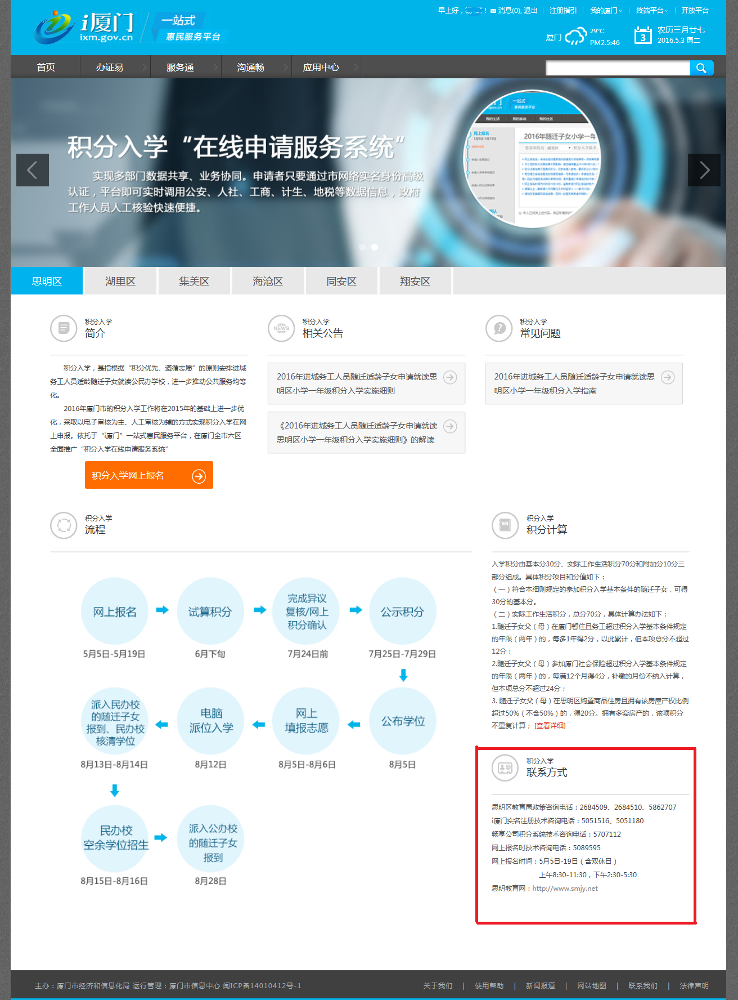 i厦门
ixm.gov.cn
一站式
惠民服务平台
早上好，
！ 消息(0), 退出 | 注册指引 | 我的厦门 | 终端平台 | 开放平台
厦门
29°C
PM2.5:46
3
农历三月廿七
2016.5.3 周二
首页
办证易
服务通
沟通畅
应用中心
积分入学“在线申请服务系统”
实现多部门数据共享、业务协同。申请者只要通过市网络实名身份高级
认证，平台即可实时调用公安、人社、工商、计生、地税等数据信息，政府
工作人员人工核验快速便捷。
一站式
惠民服务平台
我的生活 我的家庭 我的社区
网上报名
5月5日-5月19日
2016年随迁子女小学一年
思明区
湖里区
集美区
海沧区
同安区
翔安区
积分入学
简介
积分入学，是指根据“积分优先、遵循志愿”的原则安排进城
务工人员适龄随迁子女就读公民办学校，进一步推动公共服务均等
化。
2016年厦门市的积分入学工作将在2015年的基础上进一步优
化，采取以电子审核为主、人工审核为辅的方式实现积分入学在网
上申报。依托于“i厦门”一站式惠民服务平台，在厦门全市六区
全面推广“积分入学在线申请服务系统”
积分入学网上报名
NEWS
积分入学
相关公告
2016年进城务工人员随迁适龄子女申请就读思
明区小学一年级积分入学实施细则
《2016年进城务工人员随迁适龄子女申请就读
思明区小学一年级积分入学实施细则》的解读
?
积分入学
常见问题
2016年进城务工人员随迁适龄子女申请就读思
明区小学一年级积分入学指南
积分入学
流程
网上报名
5月5日-5月19日
试算积分
6月下旬
完成异议
复核/网上
积分确认
7月24日前
公示积分
7月25日-7月29日
公布学位
8月5日
网上
填报志愿
8月5日-8月6日
电脑
派位入学
8月12日
派入民办校
的随迁子女
报到、民办校
核清学位
8月13日-8月14日
民办校
空余学位招生
8月15日-8月16日
派入公办校
的随迁子女
报到
8月28日
积分入学
积分计算
入学积分由基本分30分、实际工作生活积分70分和附加分10分三
部分组成。具体积分项目和分值如下：
（一）符合本细则规定的参加积分入学基本条件的随迁子女，可得
30分的基本分。
（二）实际工作生活积分，总分70分，具体计算办法如下：
1.随迁子女父（母）在厦门暂住且务工超过积分入学基本条件规定
的年限（两年）的，每多1年得2分，以此累计，但本项总分不超过
12分；
2.随迁子女父（母）参加厦门社会保险超过积分入学基本条件规定
的年限（两年）的，每满12个月得4分，补缴的月份不纳入计算，
但本项总分不超过24分；
3. 随迁子女父（母）在思明区购置商品住房且拥有该房屋产权比例
超过50%（不含50%）的，得20分。拥有多套房产的，该项积分
不重复计算； [查看详细]
积分入学
联系方式
思明区教育局政策咨询电话：2684509、2684510、5862707
i厦门实名注册技术咨询电话：5051516、5051180
畅享公司积分系统技术咨询电话：5707112
网上报名时技术咨询电话：5089595
网上报名时间：5月5日-19日（含双休日）
上午8:30-11:30，下午2:30-5:30
思明教育网：http://www.smjy.net
主办：厦门市经济和信息化局 运行管理：厦门市信息中心 闽ICP备14010412号-1
关于我们 | 使用帮助 | 新闻报道 | 网站地图 | 联系我们 | 法律声明